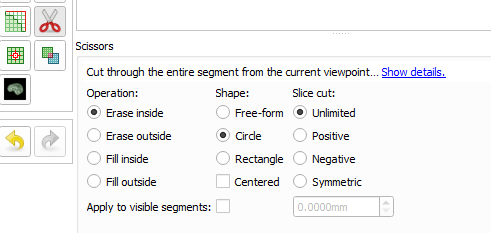 Scissors
Cut through the entire segment from the current viewpoint... Show details.
Operation: Shape: Slice cut:
Erase inside Free-form Unlimited
Erase outside Circle Positive
Fill inside Rectangle Negative
Fill outside Centered Symmetric
Apply to visible segments: 0.0000mm